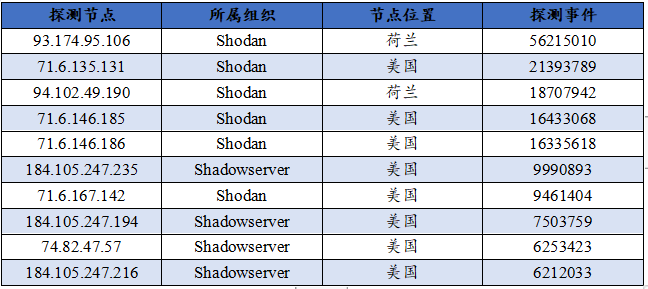 探测节点 所属组织 节点位置 探测事件
93.174.95.106 Shodan 荷兰 56215010
71.6.135.131 Shodan 美国 21393789
94.102.49.190 Shodan 荷兰 18707942
71.6.146.185 Shodan 美国 16433068
71.6.146.186 Shodan 美国 16335618
184.105.247.235 Shadowserver 美国 9990893
71.6.167.142 Shodan 美国 9461404
184.105.247.194 Shadowserver 美国 7503759
74.82.47.57 Shadowserver 美国 6253423
184.105.247.216 Shadowserver 美国 6212033